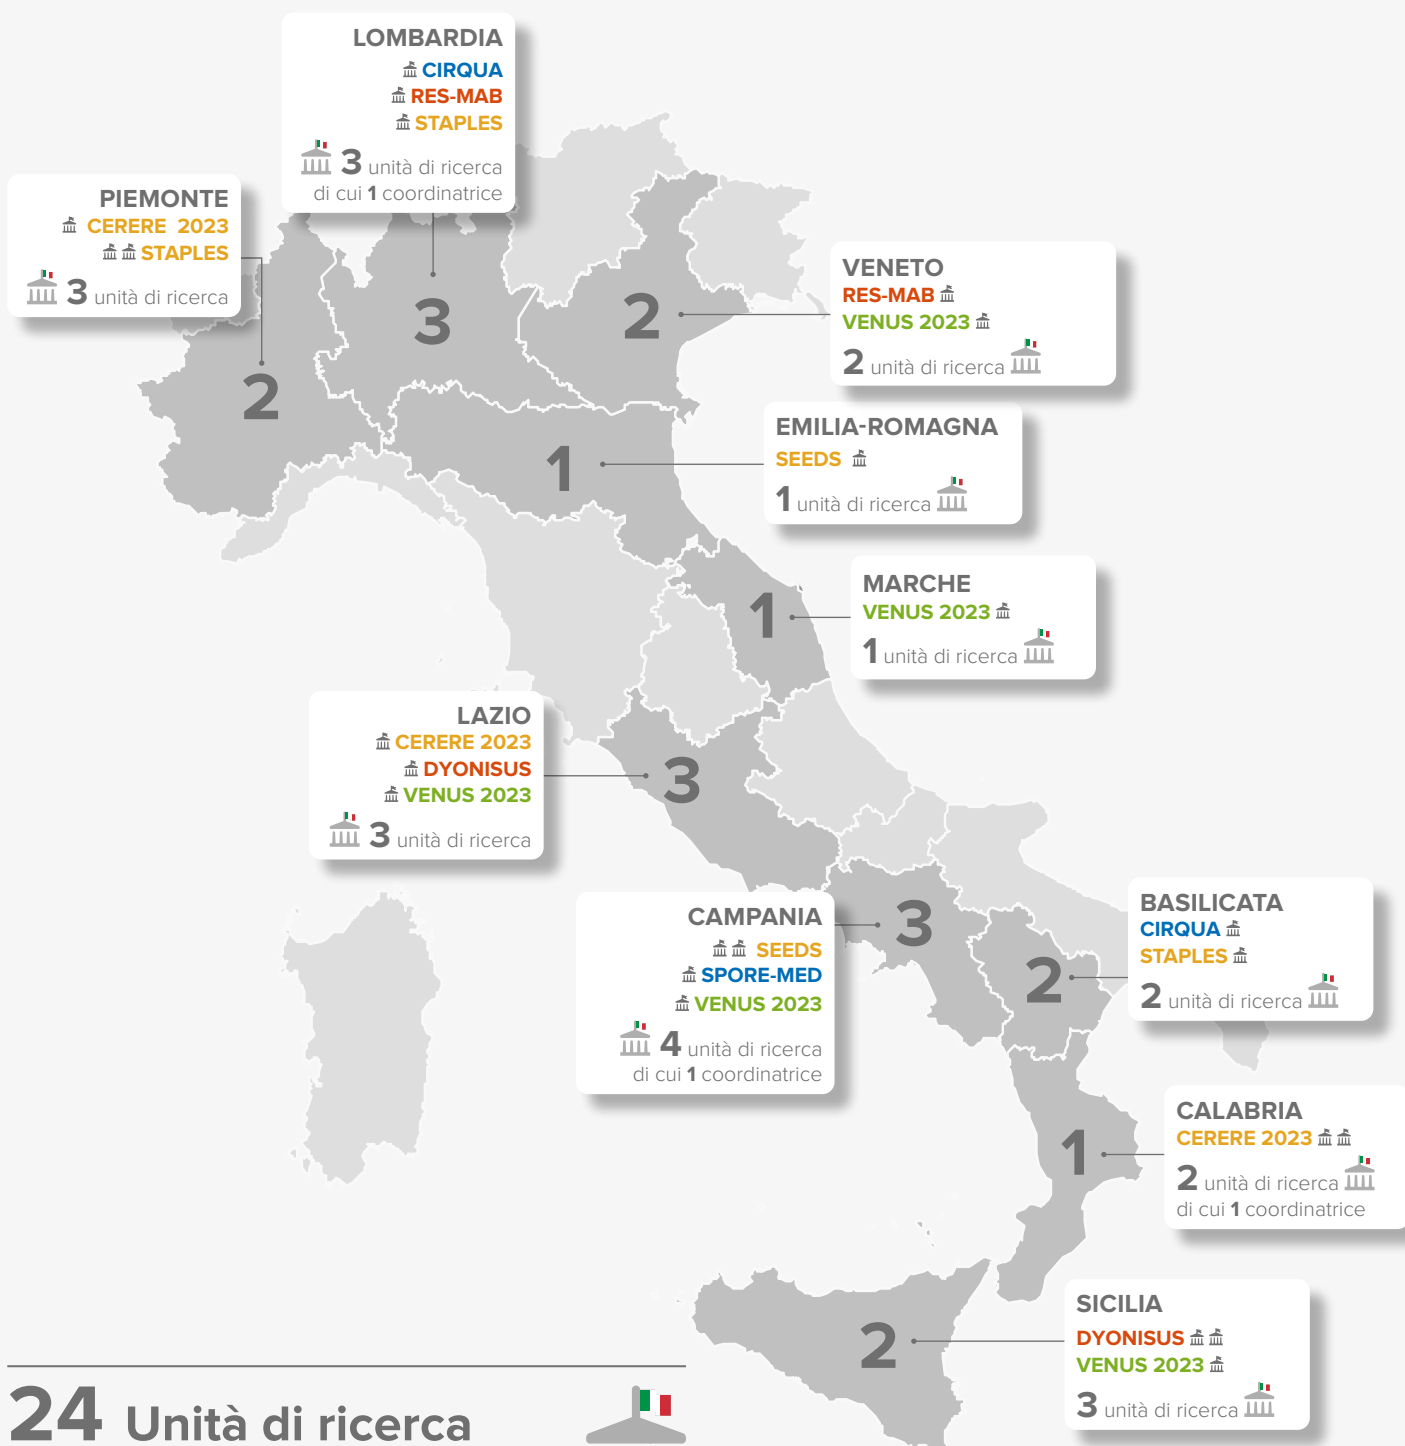 LOMBARDIA
CIRQUA
RES-MAB
STAPLES
3 unità di ricerca
di cui 1 coordinatrice
PIEMONTE
CERERE 2023
STAPLES
3 unità di ricerca
VENETO
RES-MAB
VENUS 2023
2 unità di ricerca
3
2
2
EMILIA-ROMAGNA
SEEDS
1 unità di ricerca
1
MARCHE
VENUS 2023
1 unità di ricerca
1
LAZIO
CERERE 2023
DYONISUS
VENUS 2023
3 unità di ricerca
3
CAMPANIA
SEEDS
SPORE-MED
VENUS 2023
4 unità di ricerca
di cui 1 coordinatrice
3
BASILICATA
CIRQUA
STAPLES
2 unità di ricerca
2
CALABRIA
CERERE 2023
2 unità di ricerca
di cui 1 coordinatrice
1
SICILIA
DYONISUS
VENUS 2023
3 unità di ricerca
2
24 Unità di ricerca